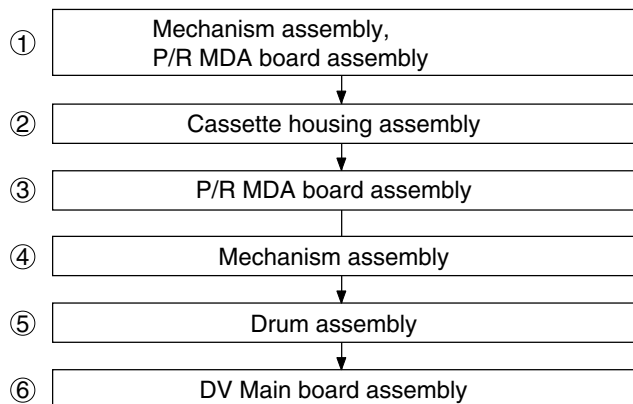 ① Mechanism assembly,
P/R MDA board assembly
② Cassette housing assembly
③ P/R MDA board assembly
④ Mechanism assembly
⑤ Drum assembly
⑥ DV Main board assembly